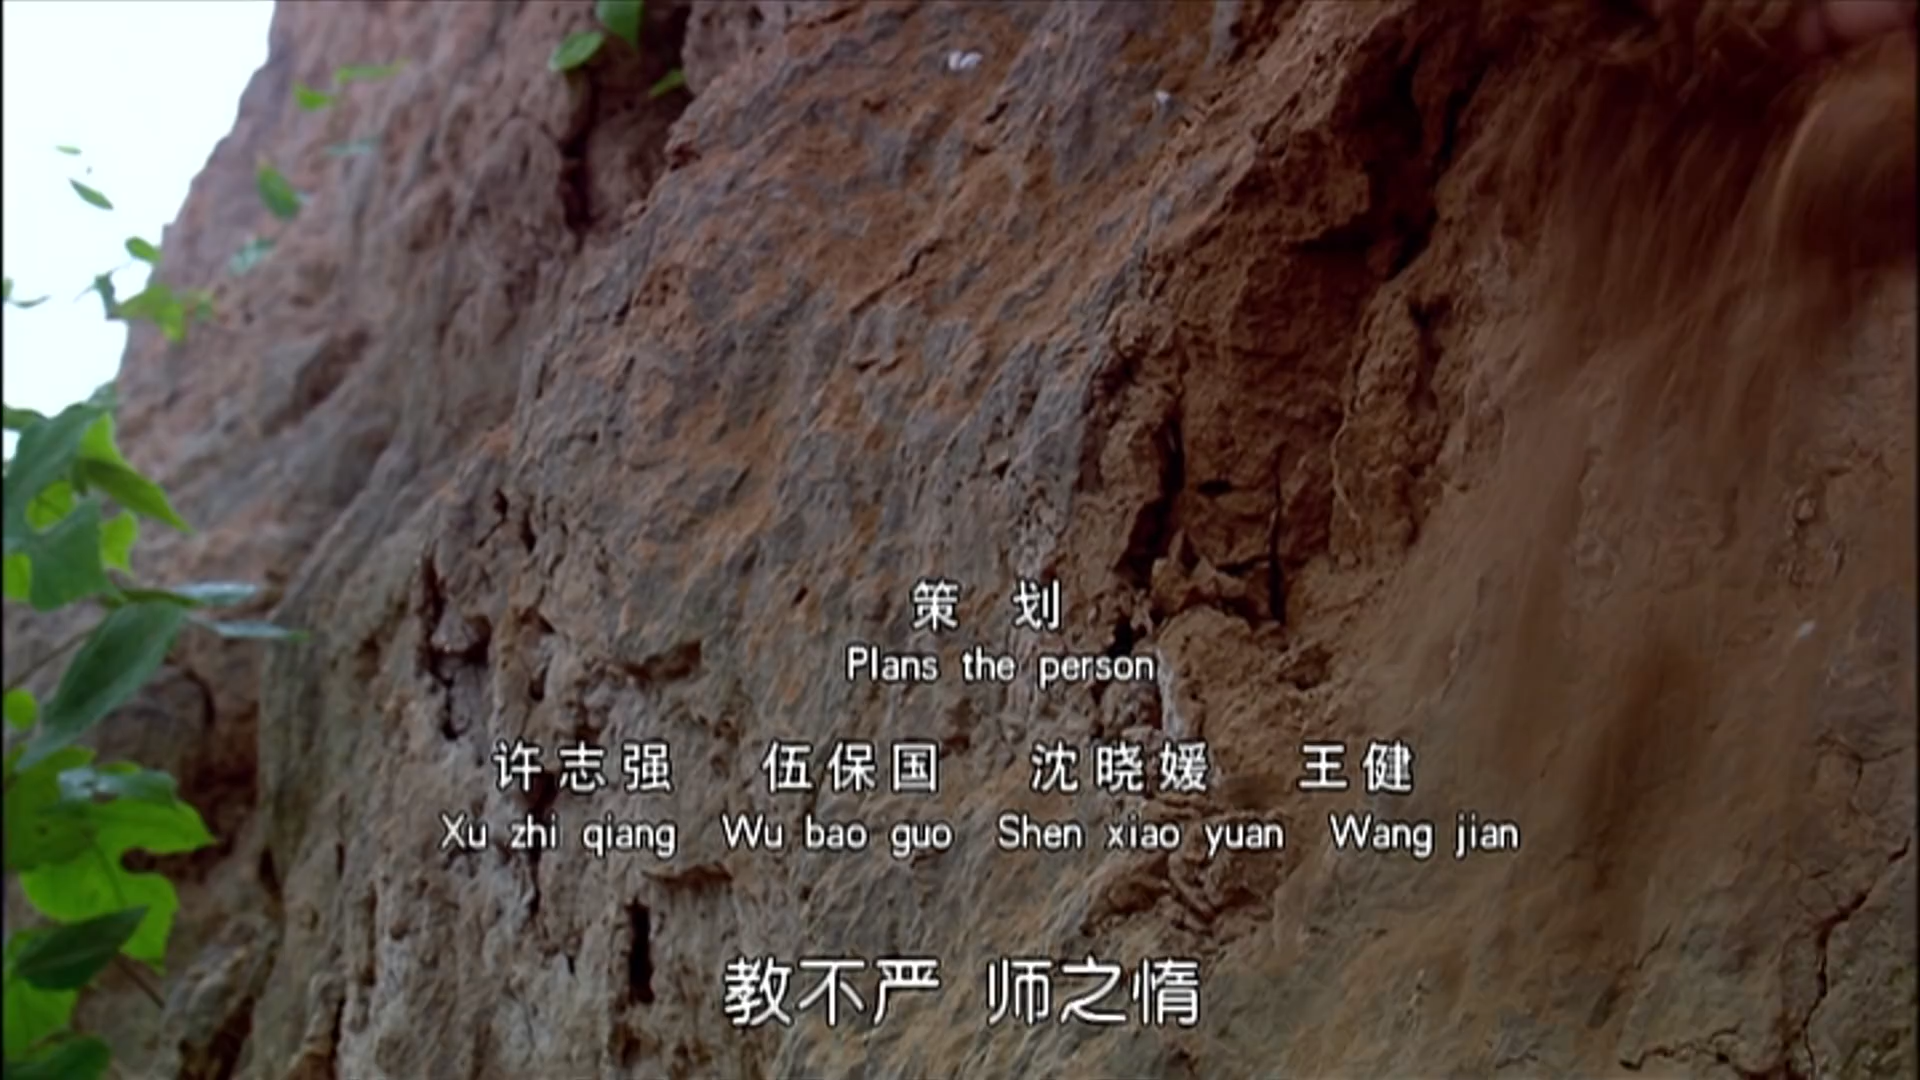 策 划
Plans the person
许志强 伍保国 沈晓媛 王健
Xu zhi qiang Wu bao guo Shen xiao yuan Wang jian
教不严 师之惰